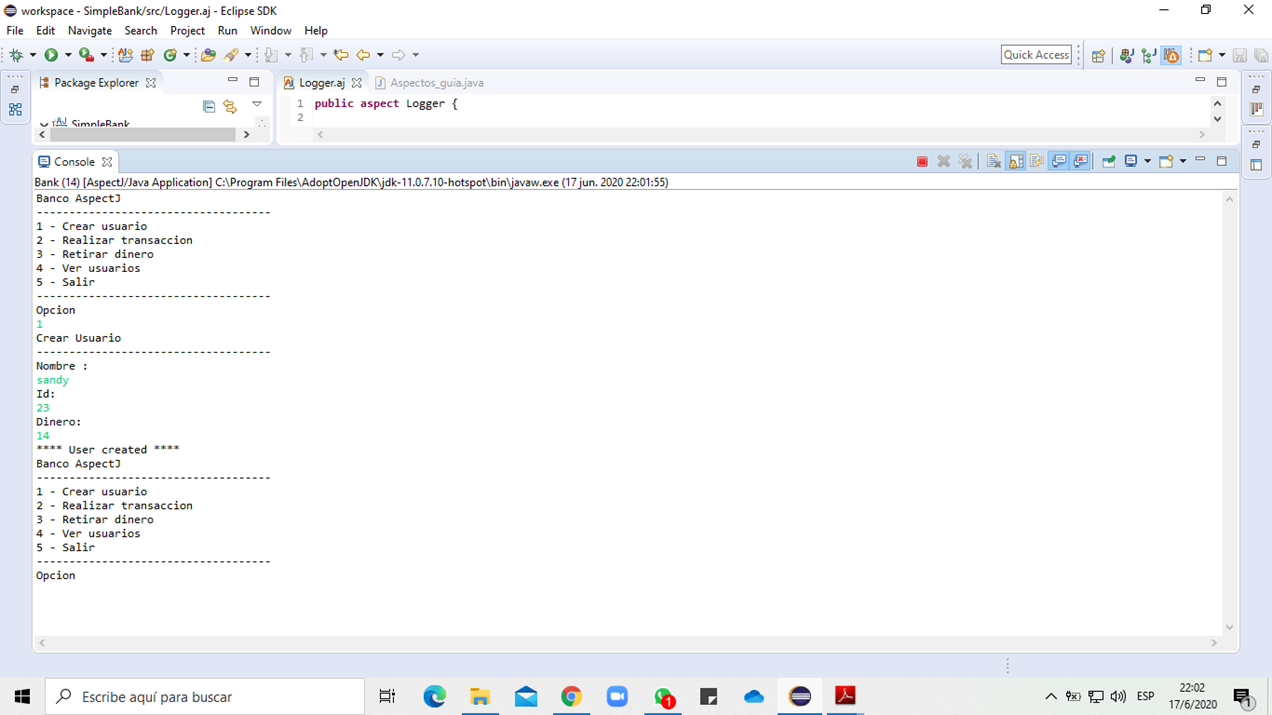 workspace - SimpleBank/src/Logger.aj - Eclipse SDK
File Edit Navigate Search Project Run Window Help
Quick Access
Package Explorer
Logger.aj
Aspectos_guia.java
SimpleBank
1 public aspect Logger {
2
Console
Bank (14) [AspectJ/Java Application] C:\Program Files\AdoptOpenJDK\jdk-11.0.7.10-hotspot\bin\javaw.exe (17 jun. 2020 22:01:55)
Banco AspectJ
------------------------------------
1 - Crear usuario
2 - Realizar transaccion
3 - Retirar dinero
4 - Ver usuarios
5 - Salir
------------------------------------
Opcion
1
Crear Usuario
------------------------------------
Nombre :
sandy
Id:
23
Dinero:
14
**** User created ****
Banco AspectJ
------------------------------------
1 - Crear usuario
2 - Realizar transaccion
3 - Retirar dinero
4 - Ver usuarios
5 - Salir
------------------------------------
Opcion
Escribe aquí para buscar
1
ESP
22:02
17/6/2020
1